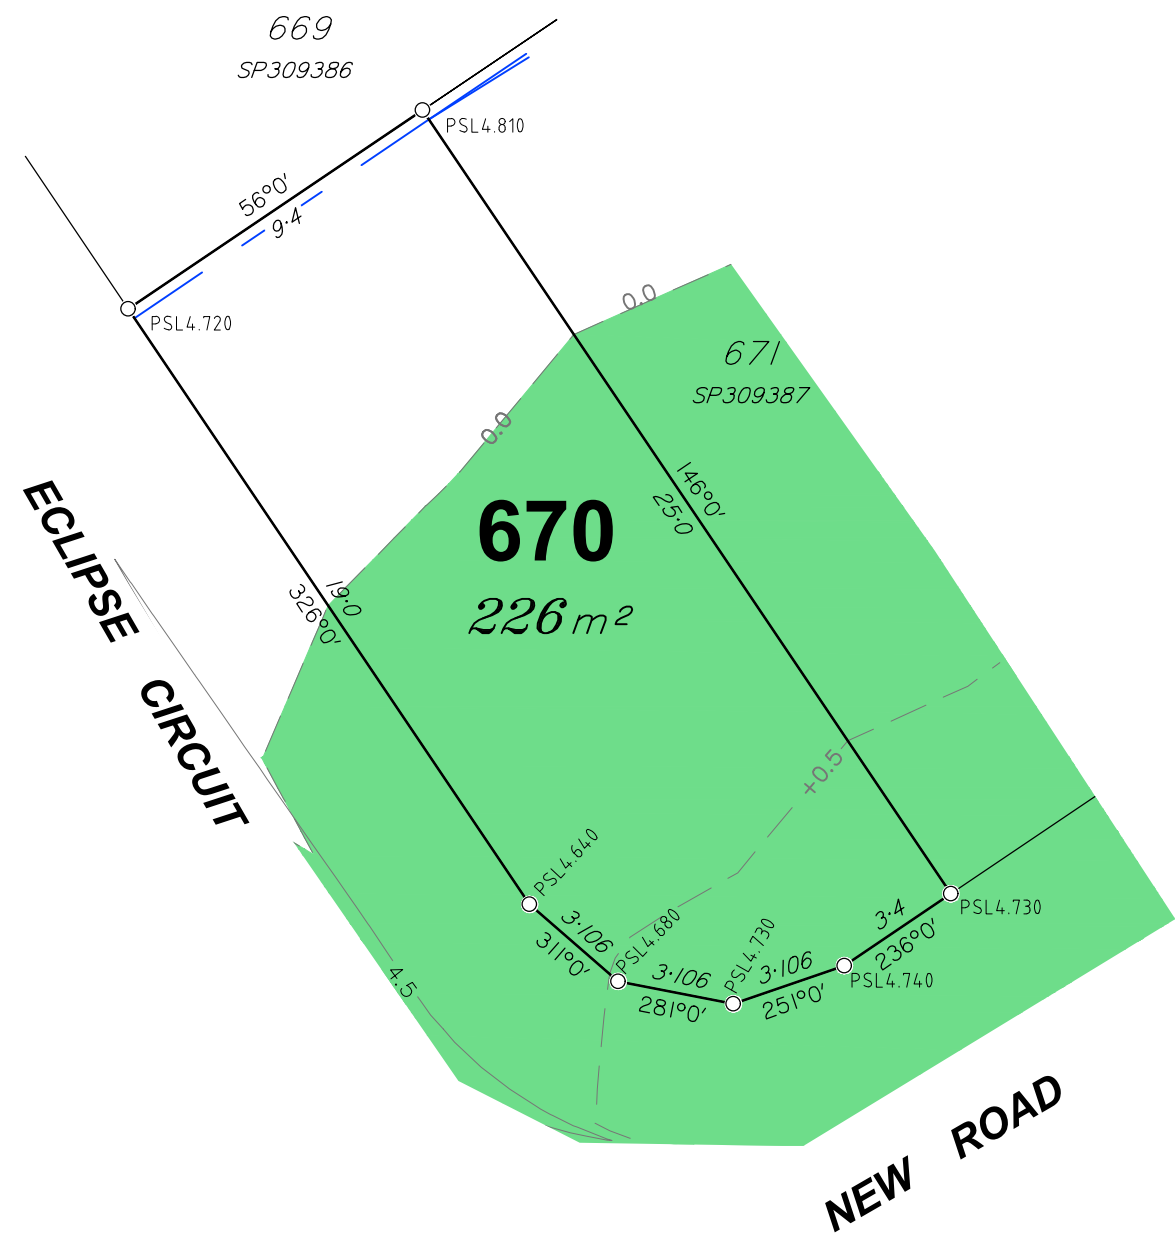 669
SP309386
PSL4.810
56°0'
9·4
PSL4.720
0.0
671
SP309387
0.0
146°0'
25·0
670
226 m²
19·0
326°0'
ECLIPSE CIRCUIT
+0.5
PSL4.640
3·106
311°0'
PSL4.680
3·106
281°0'
PSL4.730
3·106
251°0'
3·4
236°0'
PSL4.730
PSL4.740
4.5
NEW ROAD